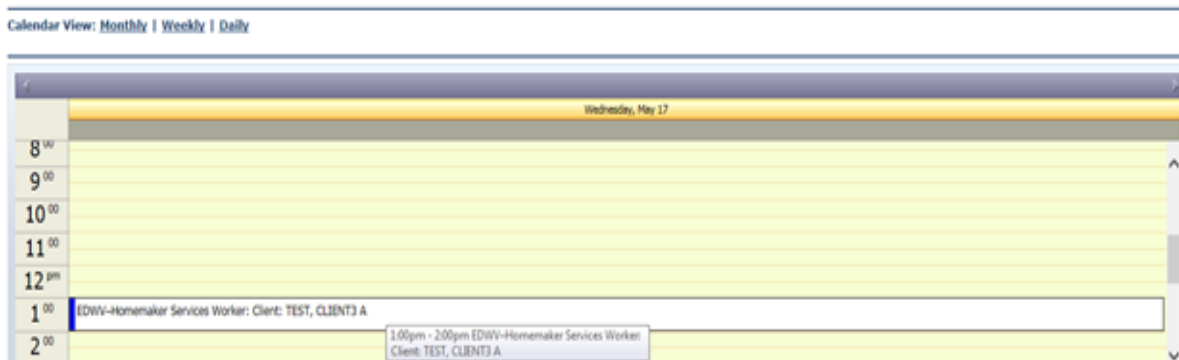 Calendar View: Monthly | Weekly | Daily
Wednesday, May 17
8 00
9 00
10 00
11 00
12 pm
1 00 EDWV-Homemaker Services Worker: Client: TEST, CLIENT3 A
1:00pm - 2:00pm EDWV-Homemaker Services Worker:
2 00 Client: TEST, CLIENT3 A